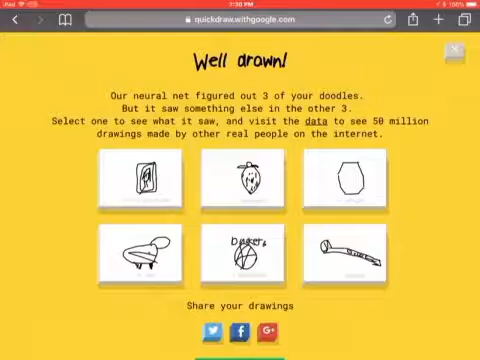 iPad
7:30 PM
100%
quickdraw.withgoogle.com
Well drawn!
Our neural net figured out 3 of your doodles.
But it saw something else in the other 3.
Select one to see what it saw, and visit the data to see 50 million
drawings made by other real people on the internet.
Share your drawings